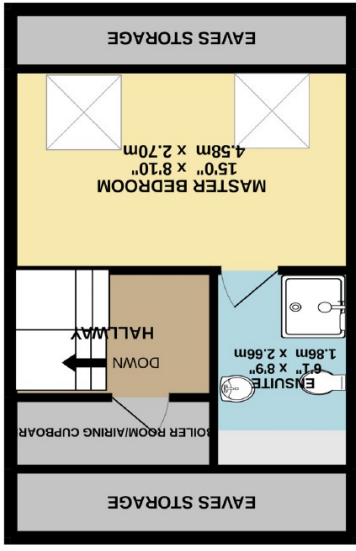 EAVES STORAGE
BOILER ROOM/AIRING CUPBOARD
ENSUITE
6'1" x 8'9"
1.86m x 2.66m
DOWN
HALLWAY
MASTER BEDROOM
15'0" x 8'10"
4.58m x 2.70m
EAVES STORAGE